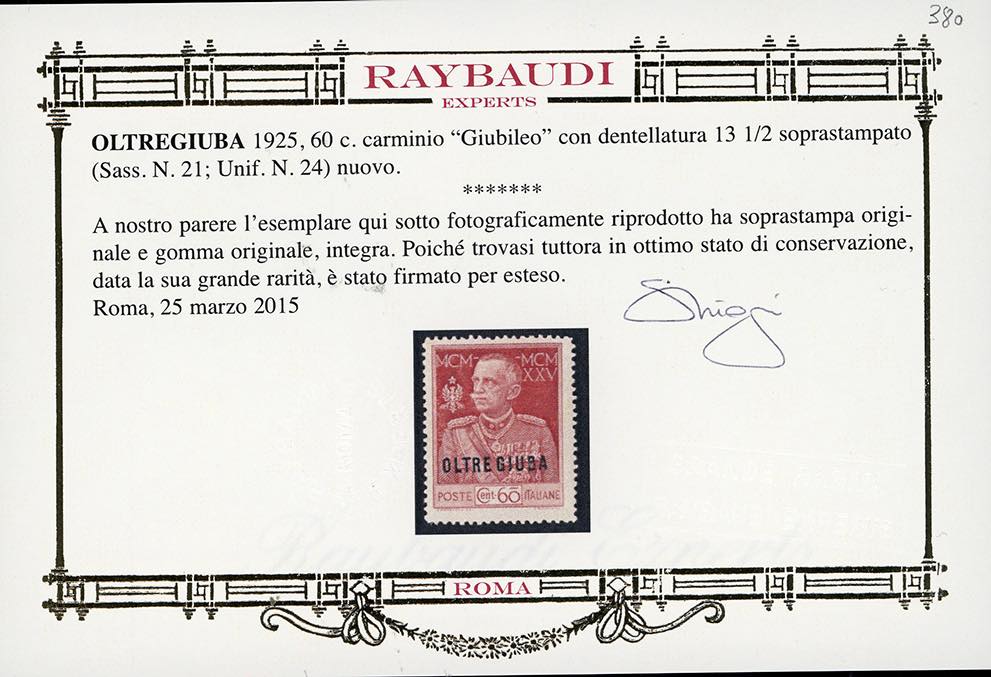 380
RAYBAUDI
EXPERTS
OLTREGIUBA 1925, 60 c. carminio “Giubileo” con dentellatura 13 1/2 soprastampato
(Sass. N. 21; Unif. N. 24) nuovo.
*******
A nostro parere l’esemplare qui sotto fotograficamente riprodotto ha soprastampa origi-
nale e gomma originale, integra. Poiché trovasi tuttora in ottimo stato di conservazione,
data la sua grande rarità, è stato firmato per esteso.
Roma, 25 marzo 2015
MCM- -MCM
XXV
OLTRE GIUBA
POSTE Cent. 60 ITALIANE
Raybaudi Experts
ROMA